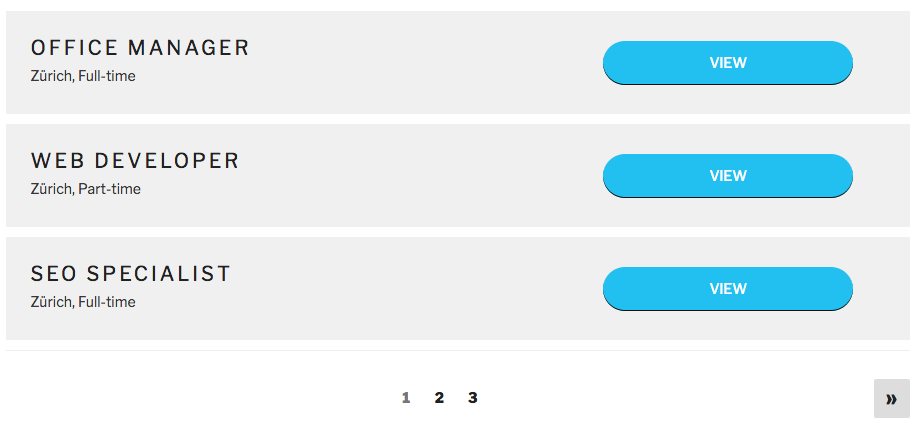 OFFICE MANAGER
Zürich, Full-time
VIEW
WEB DEVELOPER
Zürich, Part-time
VIEW
SEO SPECIALIST
Zürich, Full-time
VIEW
1 2 3 »